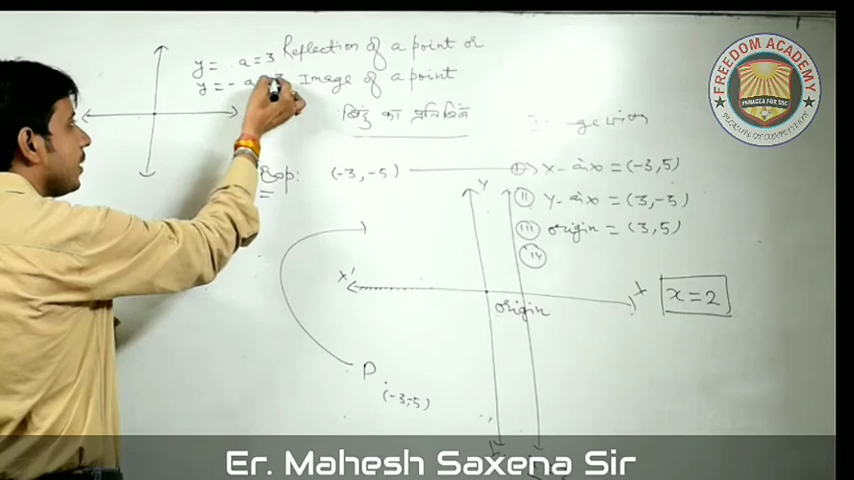 y = a = 3
Reflection of a point or
y = - a
Image of a point
बिंदु का प्रतिबिंब
Exp: (-3, -5)
(i) X-axis = (-3, 5)
(ii) Y-axis = (3, -5)
(iii) origin = (3, 5)
(iv)
Y
X'
X
x = 2
origin
P
(-3, -5)
FREEDOM ACADEMY
PANACEA FOR SSC
Er. Mahesh Saxena Sir